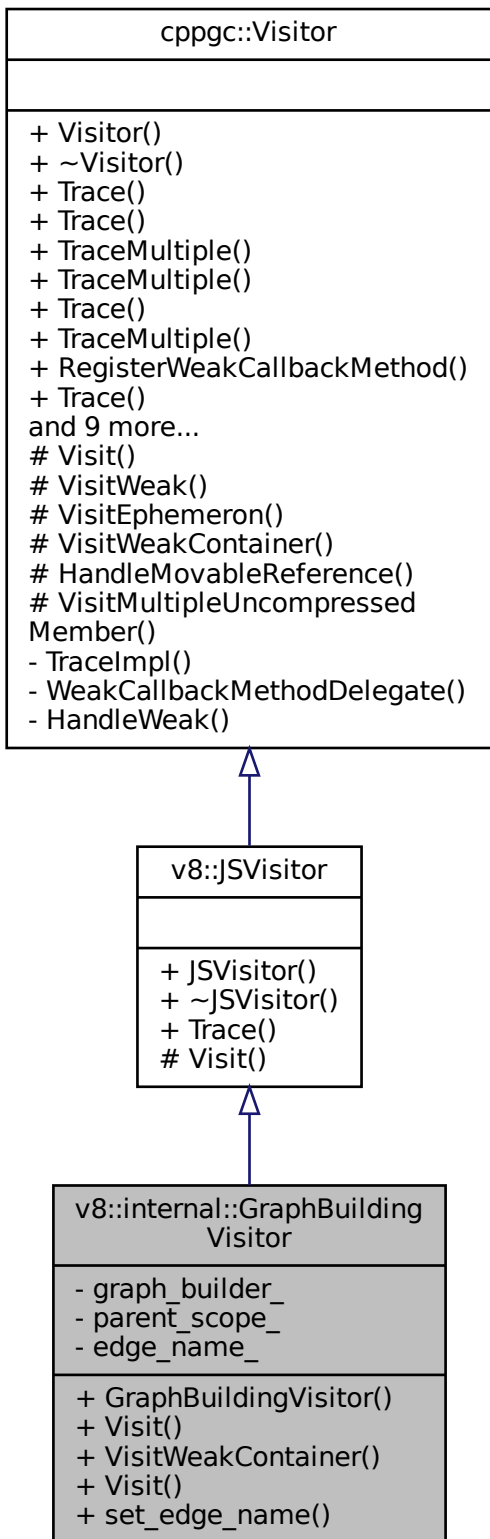 cppgc::Visitor
+ Visitor()
+ ~Visitor()
+ Trace()
+ Trace()
+ TraceMultiple()
+ TraceMultiple()
+ Trace()
+ TraceMultiple()
+ RegisterWeakCallbackMethod()
+ Trace()
and 9 more...
# Visit()
# VisitWeak()
# VisitEphemeron()
# VisitWeakContainer()
# HandleMovableReference()
# VisitMultipleUncompressed
Member()
- TraceImpl()
- WeakCallbackMethodDelegate()
- HandleWeak()
v8::JSVisitor
+ JSVisitor()
+ ~JSVisitor()
+ Trace()
# Visit()
v8::internal::GraphBuilding
Visitor
- graph_builder_
- parent_scope_
- edge_name_
+ GraphBuildingVisitor()
+ Visit()
+ VisitWeakContainer()
+ Visit()
+ set_edge_name()